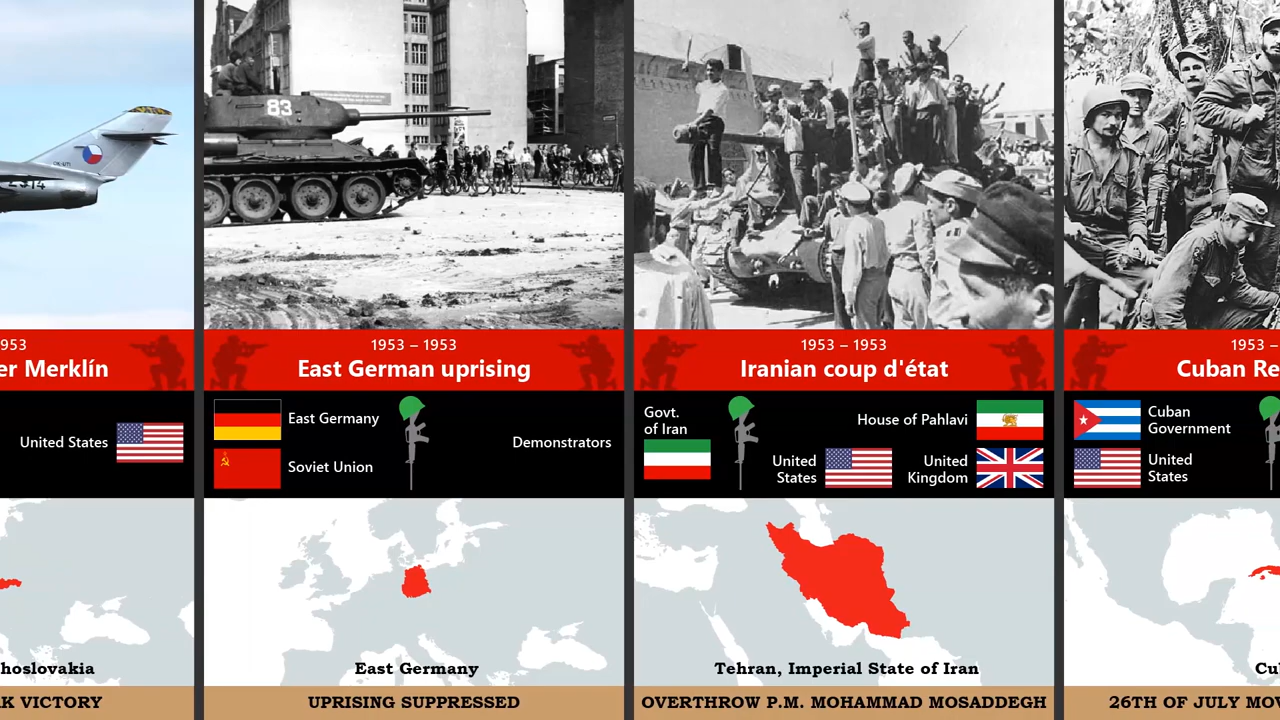 953
er Merklín
United States
hoslovakia
K VICTORY
83
1953 – 1953
East German uprising
East Germany
Soviet Union
Demonstrators
East Germany
UPRISING SUPPRESSED
1953 – 1953
Iranian coup d'état
Govt.
of Iran
House of Pahlavi
United
States
United
Kingdom
Tehran, Imperial State of Iran
OVERTHROW P.M. MOHAMMAD MOSADDEGH
1953 –
Cuban Re
Cuban
Government
United
States
Cu
26TH OF JULY MOV